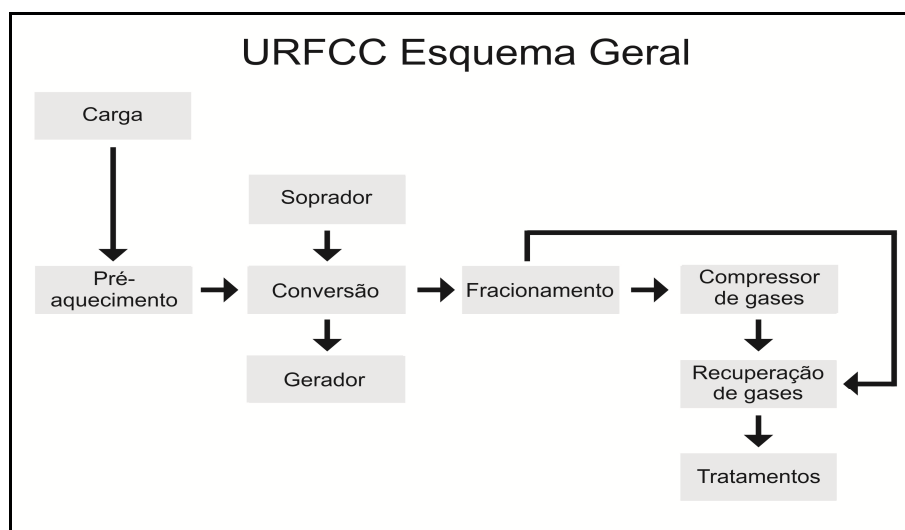 URFCC Esquema Geral
Carga
Soprador
Pré-
aquecimento
Conversão
Fracionamento
Compressor
de gases
Gerador
Recuperação
de gases
Tratamentos